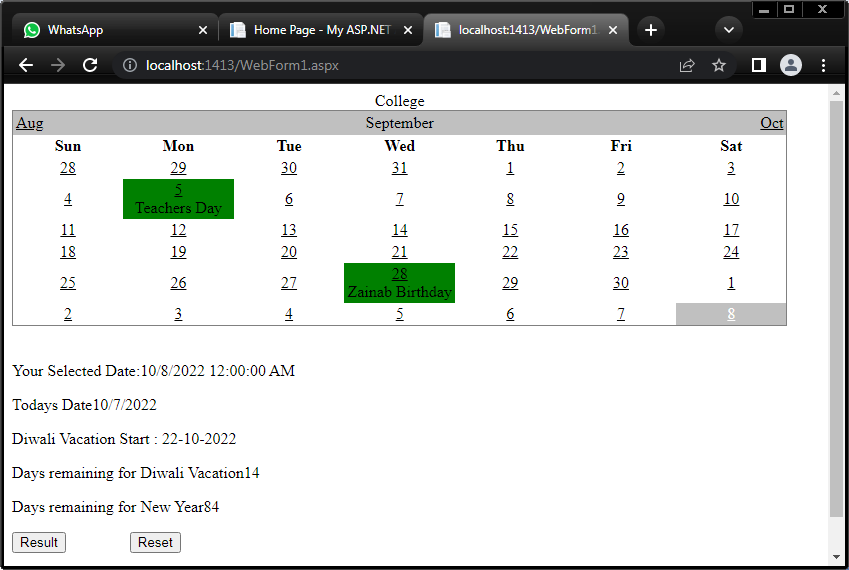 WhatsApp Home Page - My ASP.NET localhost:1413/WebForm1
localhost:1413/WebForm1.aspx
College
Aug September Oct
Sun Mon Tue Wed Thu Fri Sat
28 29 30 31 1 2 3
4 5 6 7 8 9 10
Teachers Day
11 12 13 14 15 16 17
18 19 20 21 22 23 24
25 26 27 28 29 30 1
Zainab Birthday
2 3 4 5 6 7 8
Your Selected Date:10/8/2022 12:00:00 AM
Todays Date10/7/2022
Diwali Vacation Start : 22-10-2022
Days remaining for Diwali Vacation14
Days remaining for New Year84
Result Reset